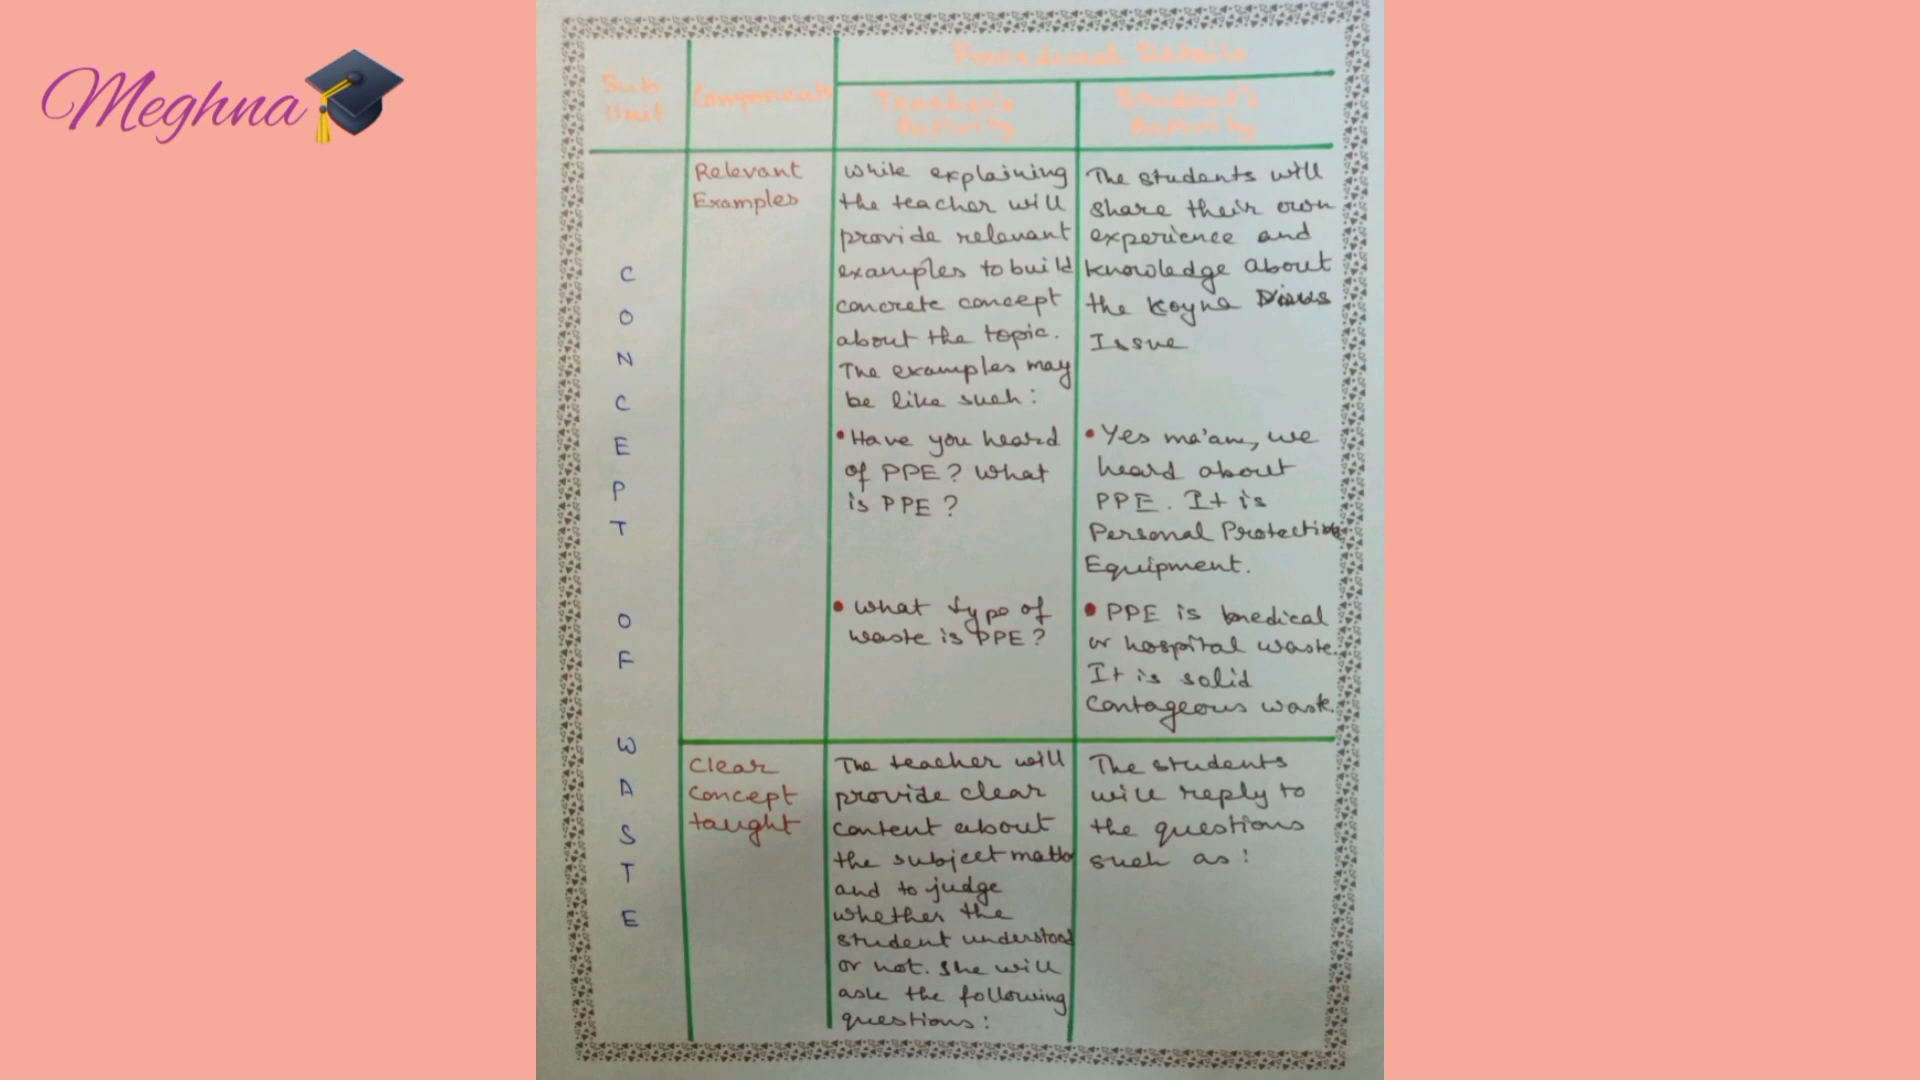 Meghna
Procedural Details
Sub
Unit
Components
Teacher's
Activity
Student's
Activity
CONCEPT OF WASTE
Relevant
Examples
While explaining
the teacher will
provide relevant
examples to build
concrete concept
about the topic.
The examples may
be like such:
• Have you heard
of PPE? What
is PPE?
• What type of
waste is PPE?
The students will
share their own
experience and
knowledge about
the
Issue
• Yes ma'am, we
heard about
PPE. It is
Personal Protective
Equipment.
• PPE is medical
or hospital waste.
It is solid
contageous waste.
Clear
concept
taught
The teacher will
provide clear
content about
the subject matter
and to judge
whether the
student understood
or not. She will
ask the following
questions:
The students
will reply to
the questions
such as: